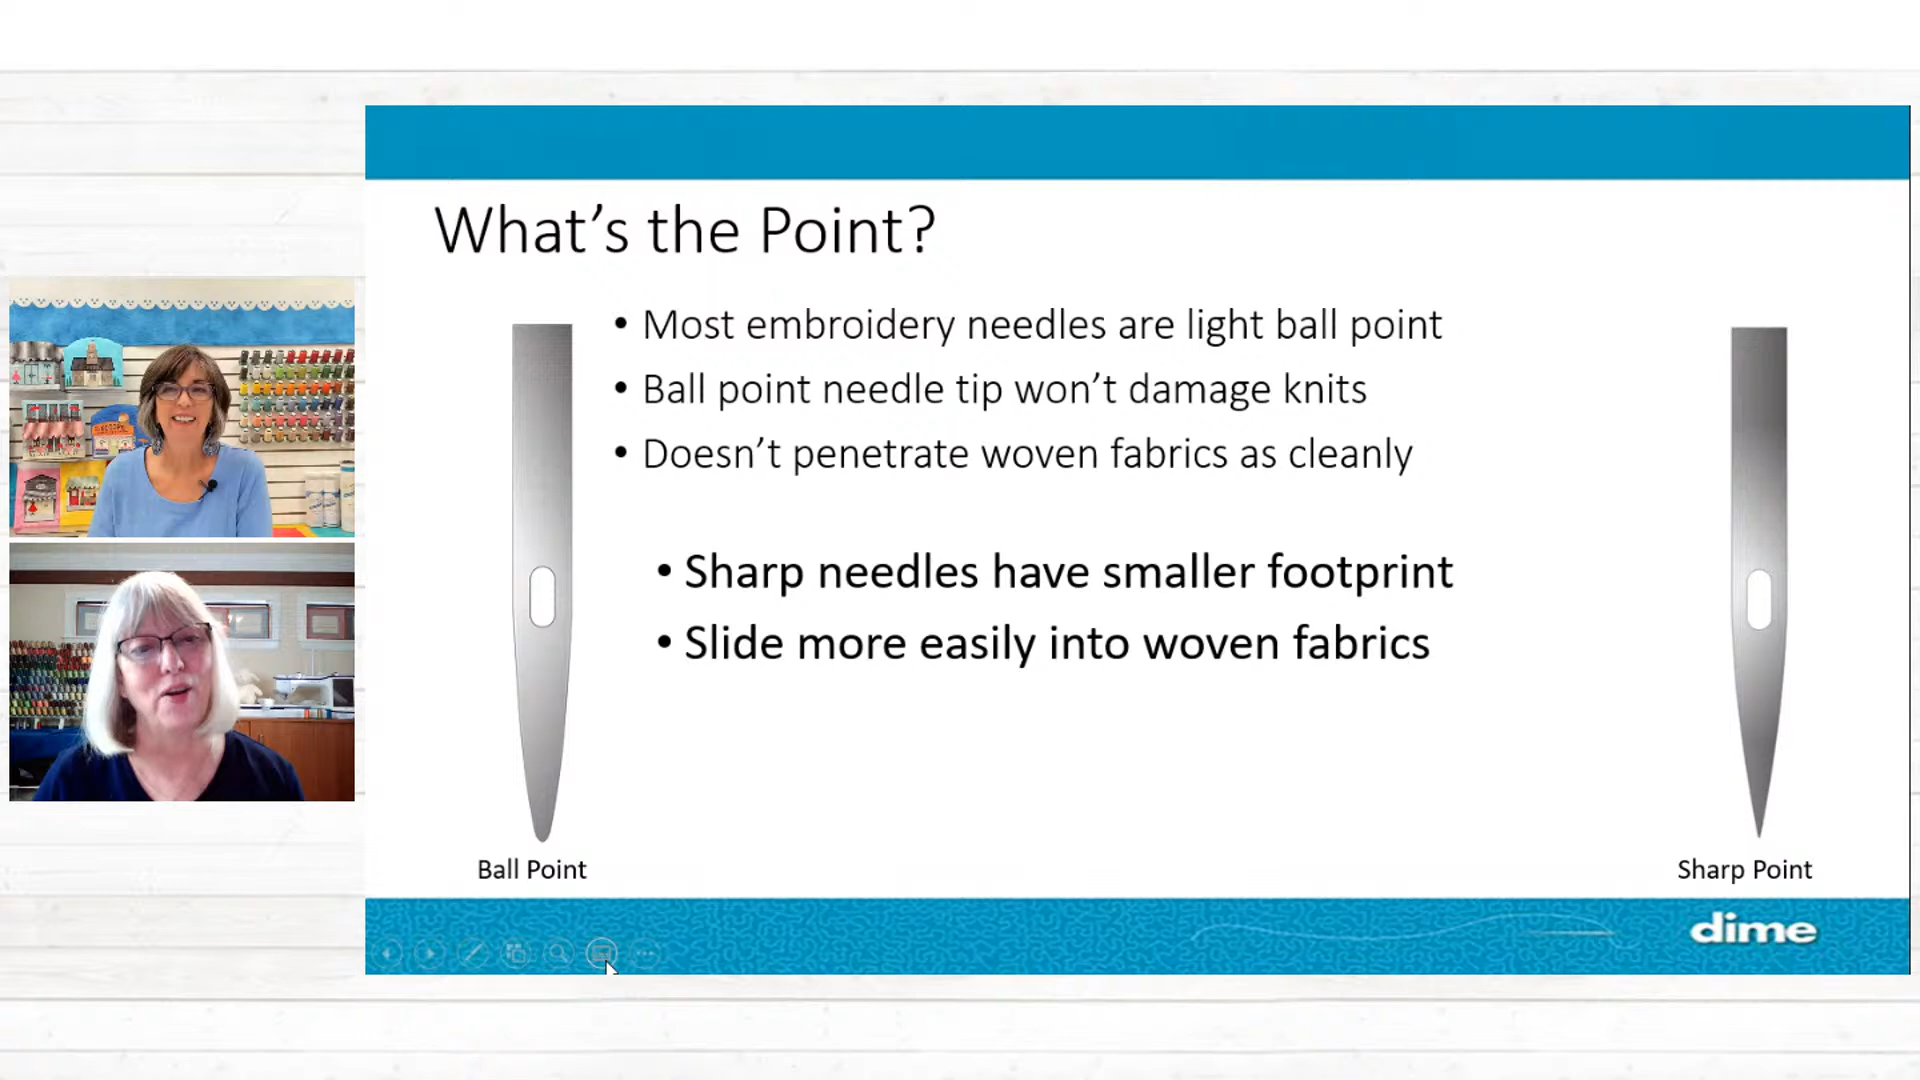 What's the Point?
• Most embroidery needles are light ball point
• Ball point needle tip won't damage knits
• Doesn't penetrate woven fabrics as cleanly
• Sharp needles have smaller footprint
• Slide more easily into woven fabrics
Ball Point
Sharp Point
dime